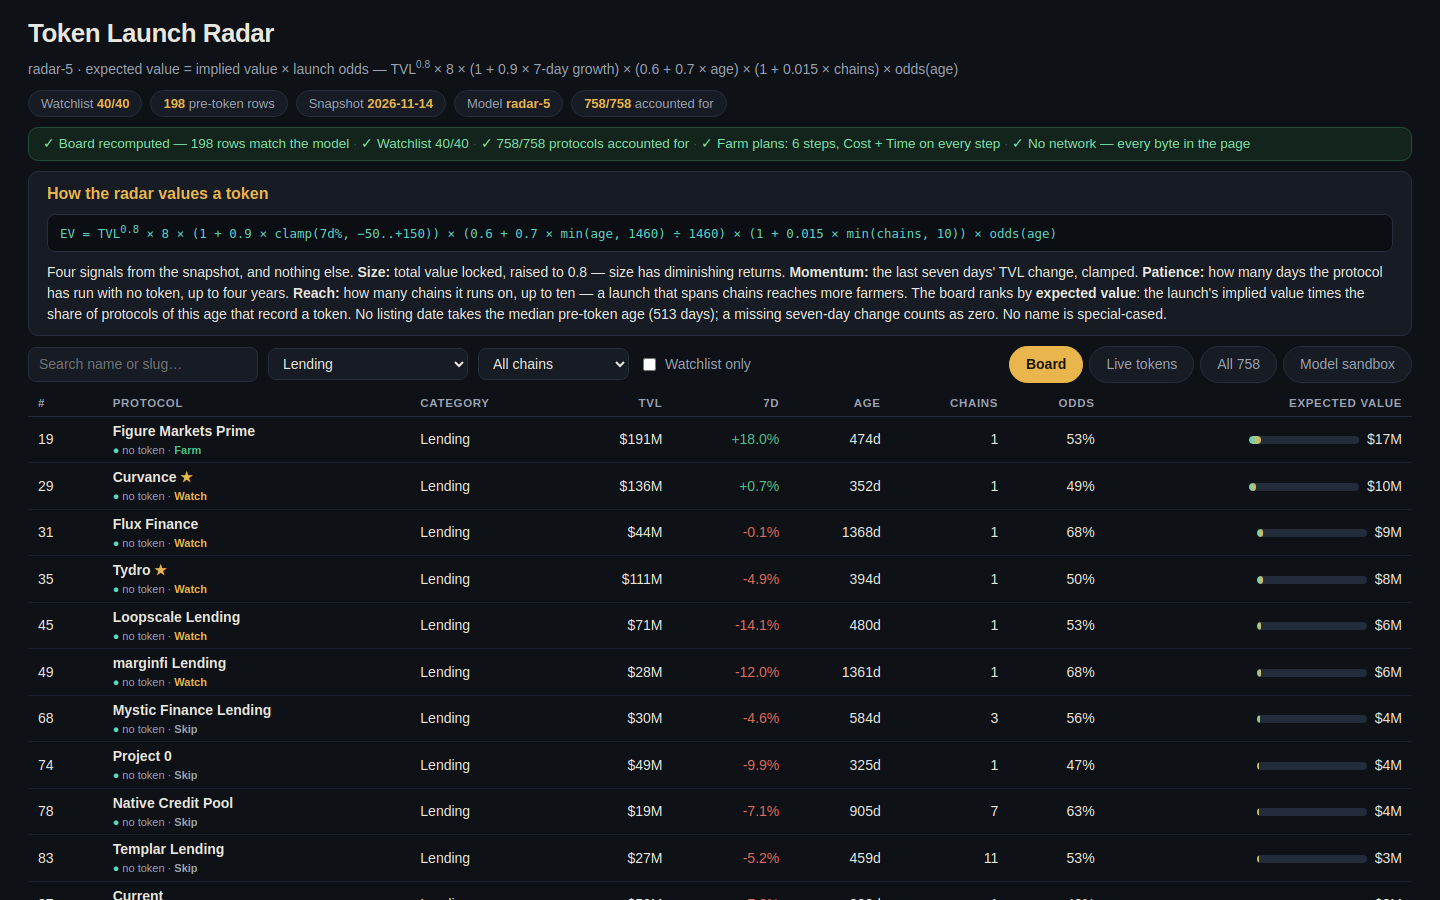 Token Launch Radar
radar-5 · expected value = implied value × launch odds — TVL^0.8 × 8 × (1 + 0.9 × 7-day growth) × (0.6 + 0.7 × age) × (1 + 0.015 × chains) × odds(age)
Watchlist 40/40 198 pre-token rows Snapshot 2026-11-14 Model radar-5 758/758 accounted for
✓ Board recomputed — 198 rows match the model · ✓ Watchlist 40/40 · ✓ 758/758 protocols accounted for · ✓ Farm plans: 6 steps, Cost + Time on every step · ✓ No network — every byte in the page
How the radar values a token
EV = TVL^0.8 × 8 × (1 + 0.9 × clamp(7d%, −50..+150)) × (0.6 + 0.7 × min(age, 1460) ÷ 1460) × (1 + 0.015 × min(chains, 10)) × odds(age)
Four signals from the snapshot, and nothing else. Size: total value locked, raised to 0.8 — size has diminishing returns. Momentum: the last seven days' TVL change, clamped. Patience: how many days the protocol
has run with no token, up to four years. Reach: how many chains it runs on, up to ten — a launch that spans chains reaches more farmers. The board ranks by expected value: the launch's implied value times the
share of protocols of this age that record a token. No listing date takes the median pre-token age (513 days); a missing seven-day change counts as zero. No name is special-cased.
Search name or slug… Lending All chains Watchlist only Board Live tokens All 758 Model sandbox
# PROTOCOL CATEGORY TVL 7D AGE CHAINS ODDS EXPECTED VALUE
19 Figure Markets Prime Lending $191M +18.0% 474d 1 53% $17M
● no token · Farm
29 Curvance ★ Lending $136M +0.7% 352d 1 49% $10M
● no token · Watch
31 Flux Finance Lending $44M -0.1% 1368d 1 68% $9M
● no token · Watch
35 Tydro ★ Lending $111M -4.9% 394d 1 50% $8M
● no token · Watch
45 Loopscale Lending Lending $71M -14.1% 480d 1 53% $6M
● no token · Watch
49 marginfi Lending Lending $28M -12.0% 1361d 1 68% $6M
● no token · Watch
68 Mystic Finance Lending Lending $30M -4.6% 584d 3 56% $4M
● no token · Skip
74 Project 0 Lending $49M -9.9% 325d 1 47% $4M
● no token · Skip
78 Native Credit Pool Lending $19M -7.1% 905d 7 63% $4M
● no token · Skip
83 Templar Lending Lending $27M -5.2% 459d 11 53% $3M
● no token · Skip
Current